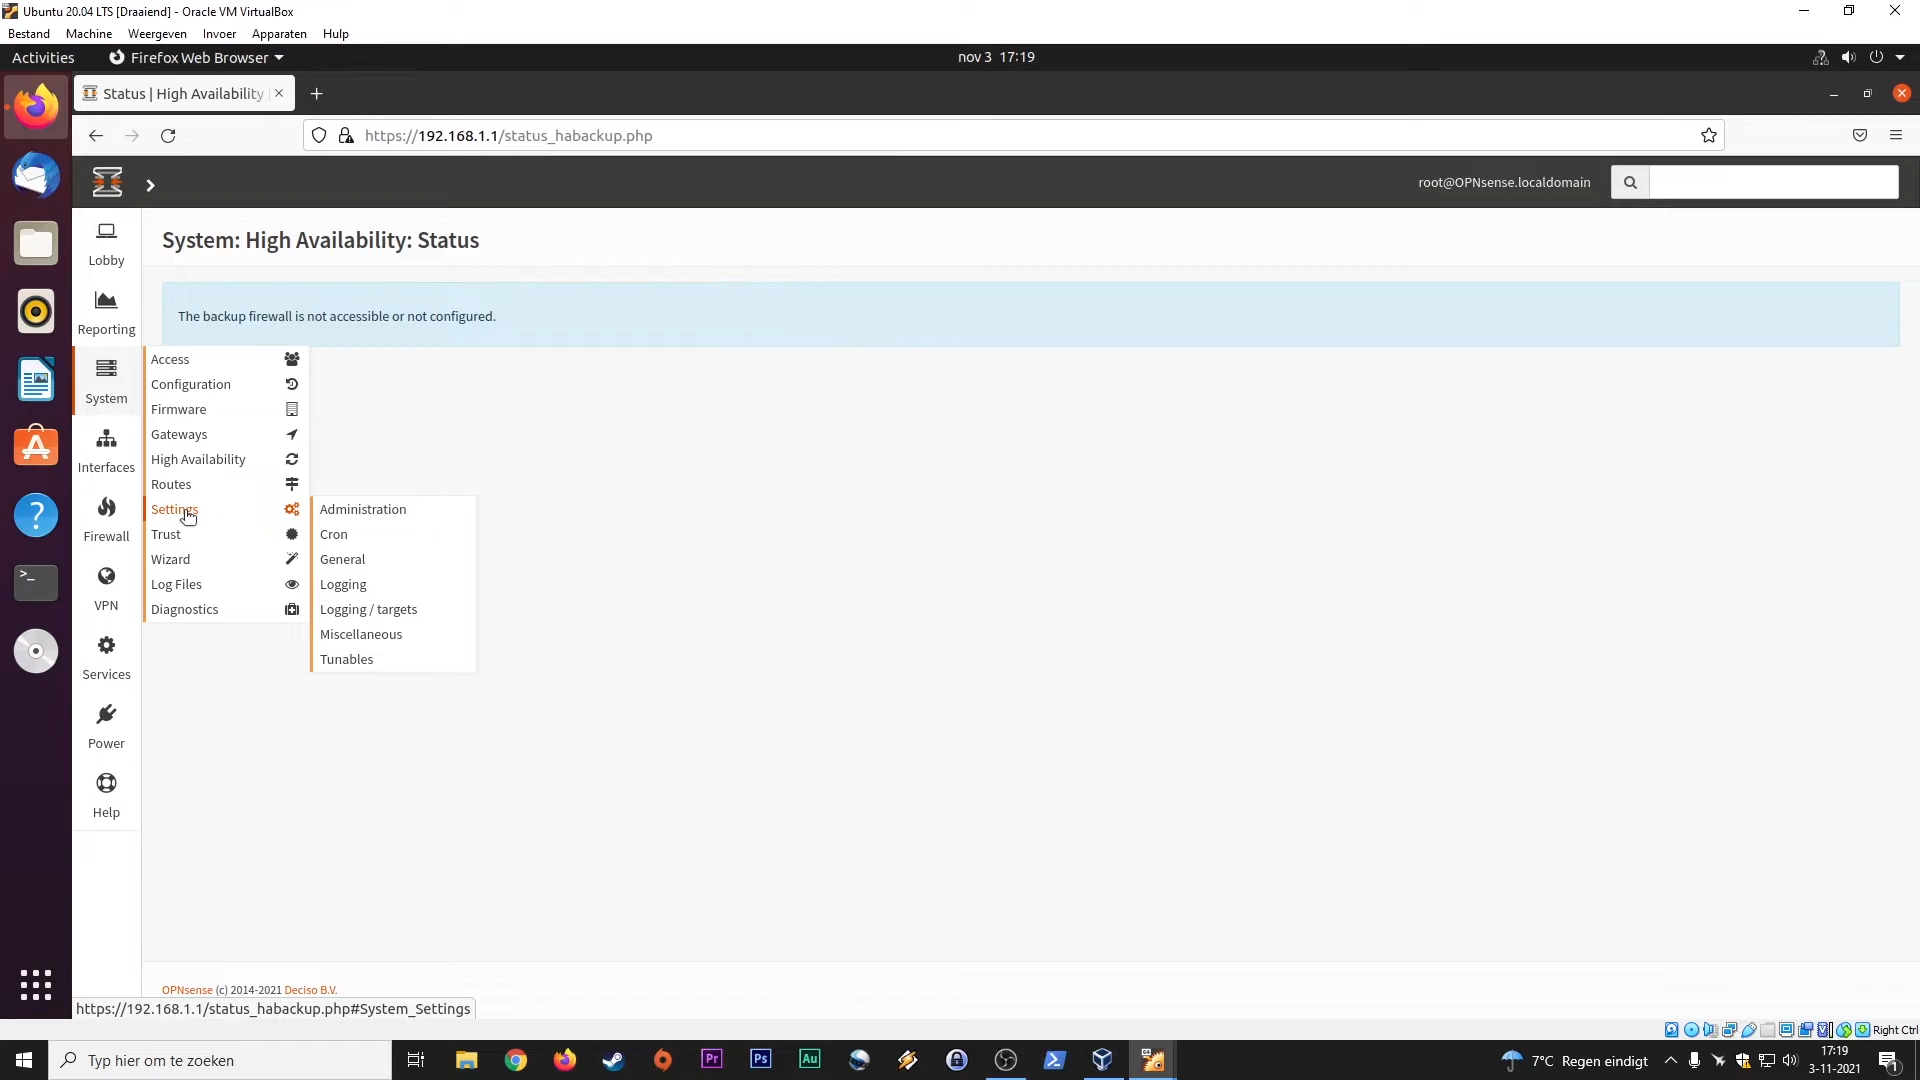 Ubuntu 20.04 LTS [Draaiend] - Oracle VM VirtualBox
Bestand Machine Weergeven Invoer Apparaten Hulp
Activities Firefox Web Browser nov 3 17:19
Status | High Availability
https://192.168.1.1/status_habackup.php
root@OPNsense.localdomain
System: High Availability: Status
Lobby
The backup firewall is not accessible or not configured.
Reporting
System
Interfaces
Firewall
VPN
Services
Power
Help
Access
Configuration
Firmware
Gateways
High Availability
Routes
Settings
Trust
Wizard
Log Files
Diagnostics
Administration
Cron
General
Logging
Logging / targets
Miscellaneous
Tunables
OPNsense (c) 2014-2021 Deciso B.V.
https://192.168.1.1/status_habackup.php#System_Settings
Right Ctrl
Typ hier om te zoeken
Pr
Ps
Au
7°C Regen eindigt
17:19
3-11-2021
1